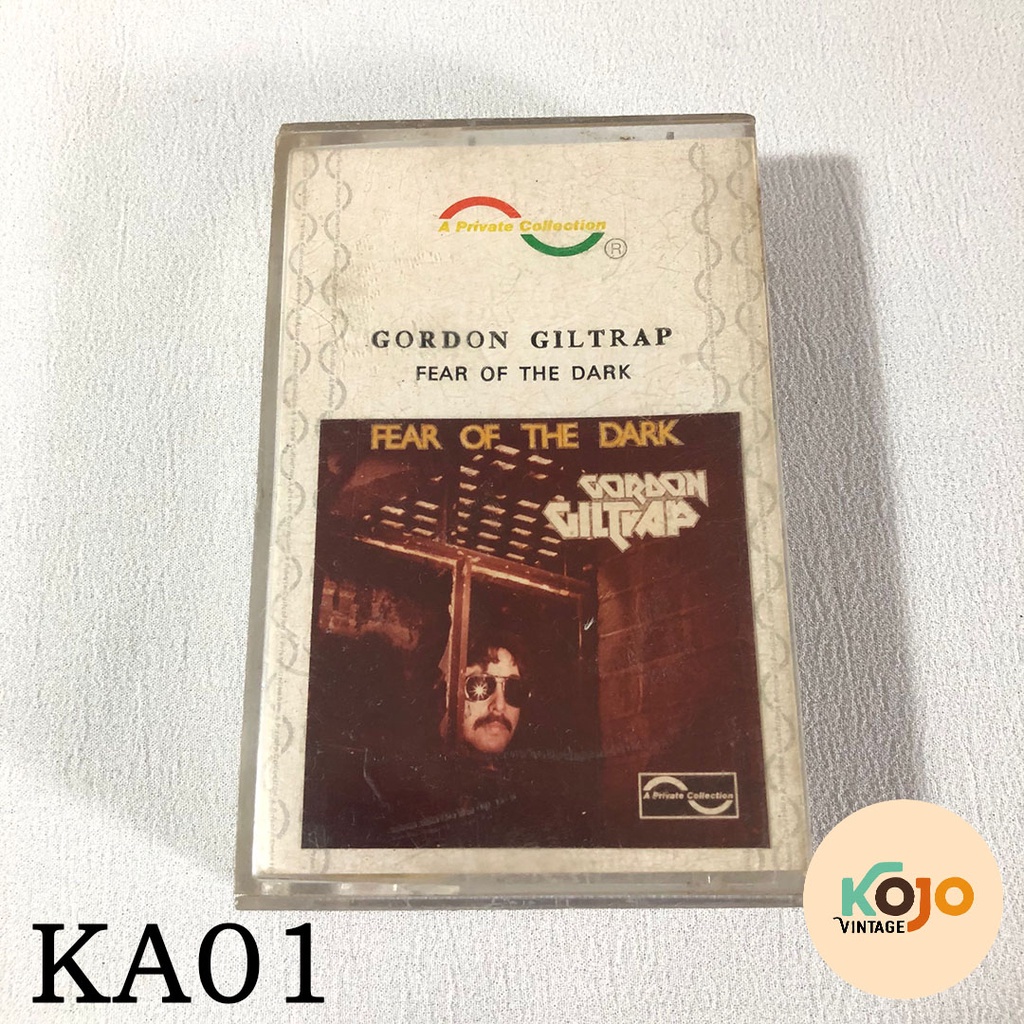 A Private Collection
®
GORDON GILTRAP
FEAR OF THE DARK
FEAR OF THE DARK
GORDON
GILTRAP
A Private Collection
KOJO
VINTAGE
KA01